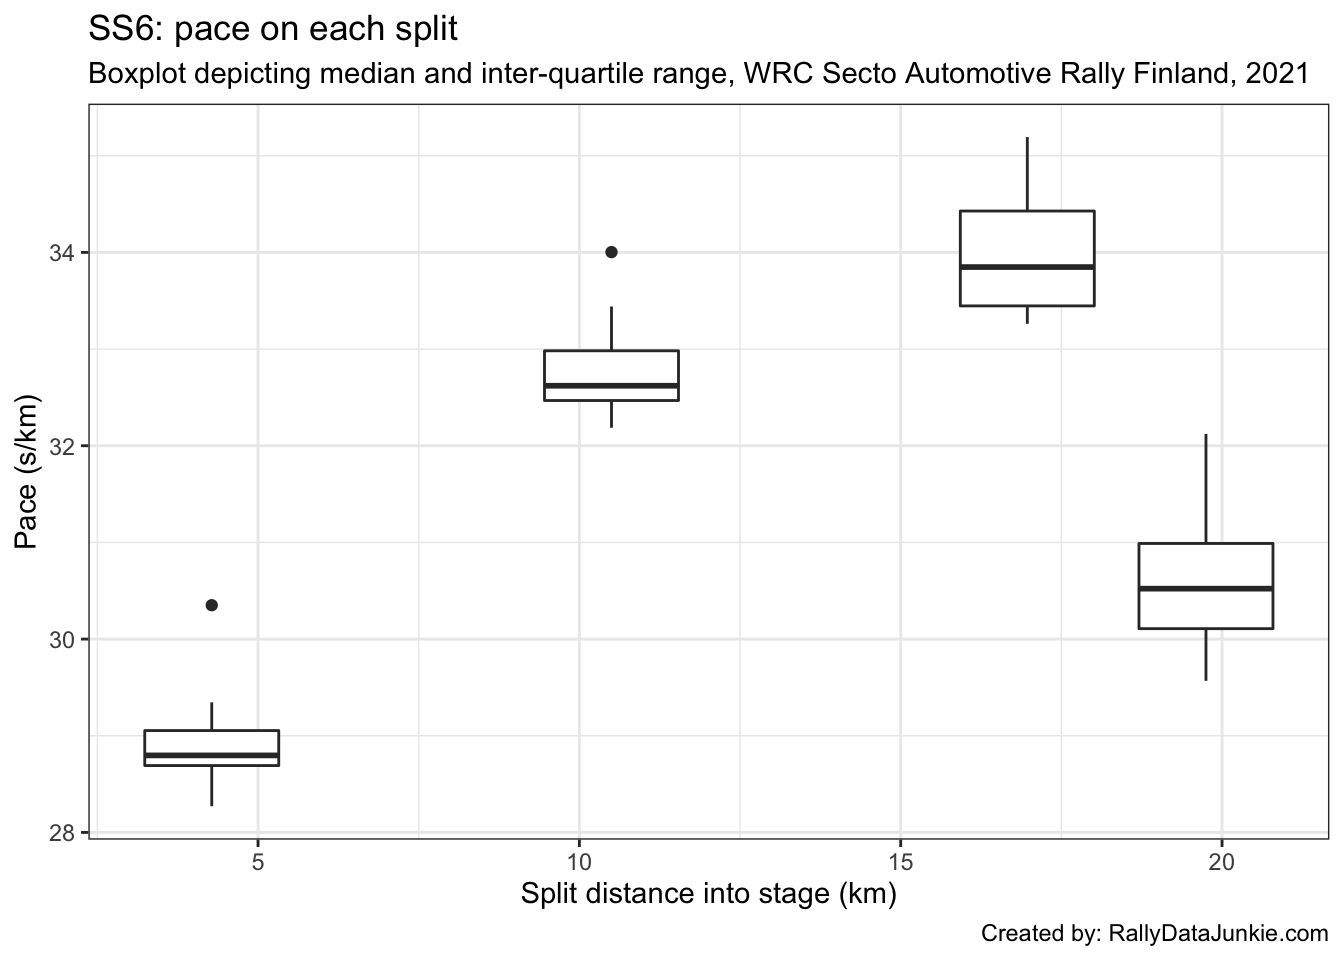 SS6: pace on each split
Boxplot depicting median and inter-quartile range, WRC Secto Automotive Rally Finland, 2021
Pace (s/km)
34
32
30
28
5 10 15 20
Split distance into stage (km)
Created by: RallyDataJunkie.com